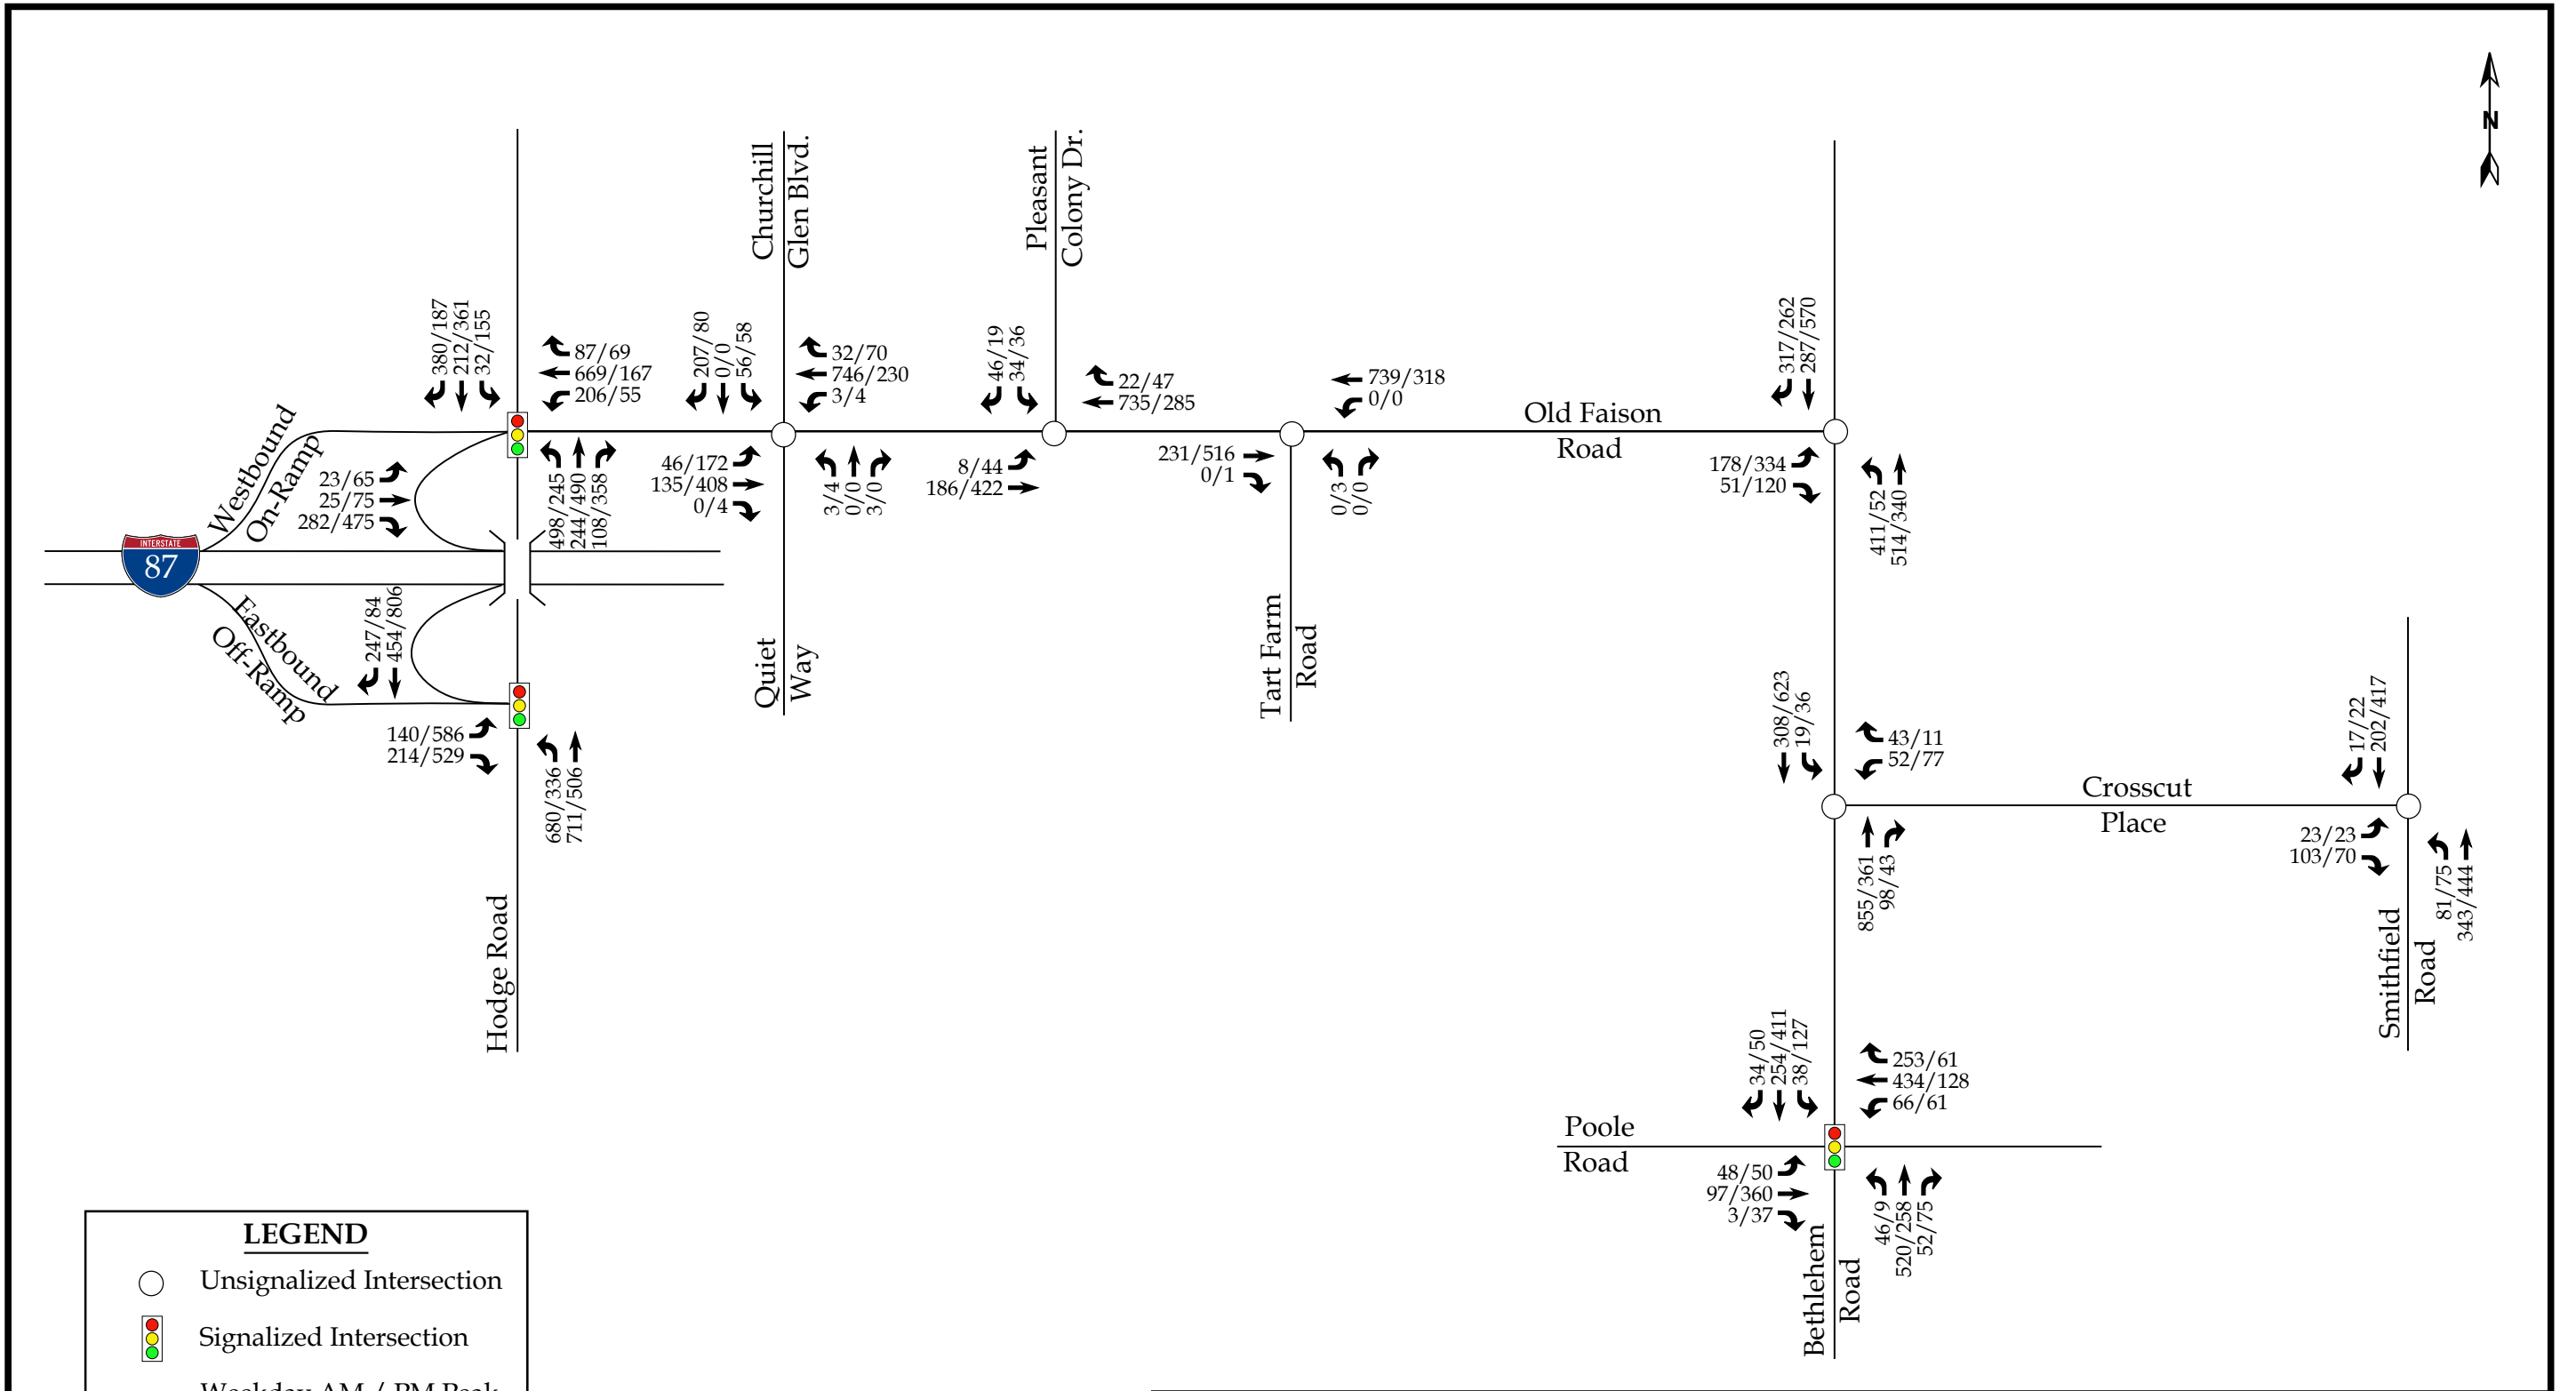 N
Churchill
Glen Blvd.
Pleasant
Colony Dr.
380/187
212/361
32/155
87/69
669/167
206/55
207/80
0/0
56/58
32/70
746/230
3/4
46/19
34/36
22/47
735/285
739/318
0/0
Old Faison
Road
317/262
287/570
Westbound
On-Ramp
23/65
25/75
282/475
498/245
244/490
108/358
46/172
135/408
0/4
3/4
0/0
3/0
8/44
186/422
231/516
0/1
0/3
0/0
178/334
51/120
411/52
514/340
INTERSTATE
87
Eastbound
Off-Ramp
247/84
454/806
140/586
214/529
680/336
711/506
Hodge Road
Quiet
Way
Tart Farm
Road
308/623
19/36
43/11
52/77
855/361
98/43
Crosscut
Place
17/22
202/417
23/23
103/70
81/75
343/444
Smithfield
Road
34/50
254/411
38/127
253/61
434/128
66/61
Poole
Road
48/50
97/360
3/37
46/9
520/258
52/75
Bethlehem
Road
LEGEND
Unsignalized Intersection
Signalized Intersection
Weekday AM / PM Peak